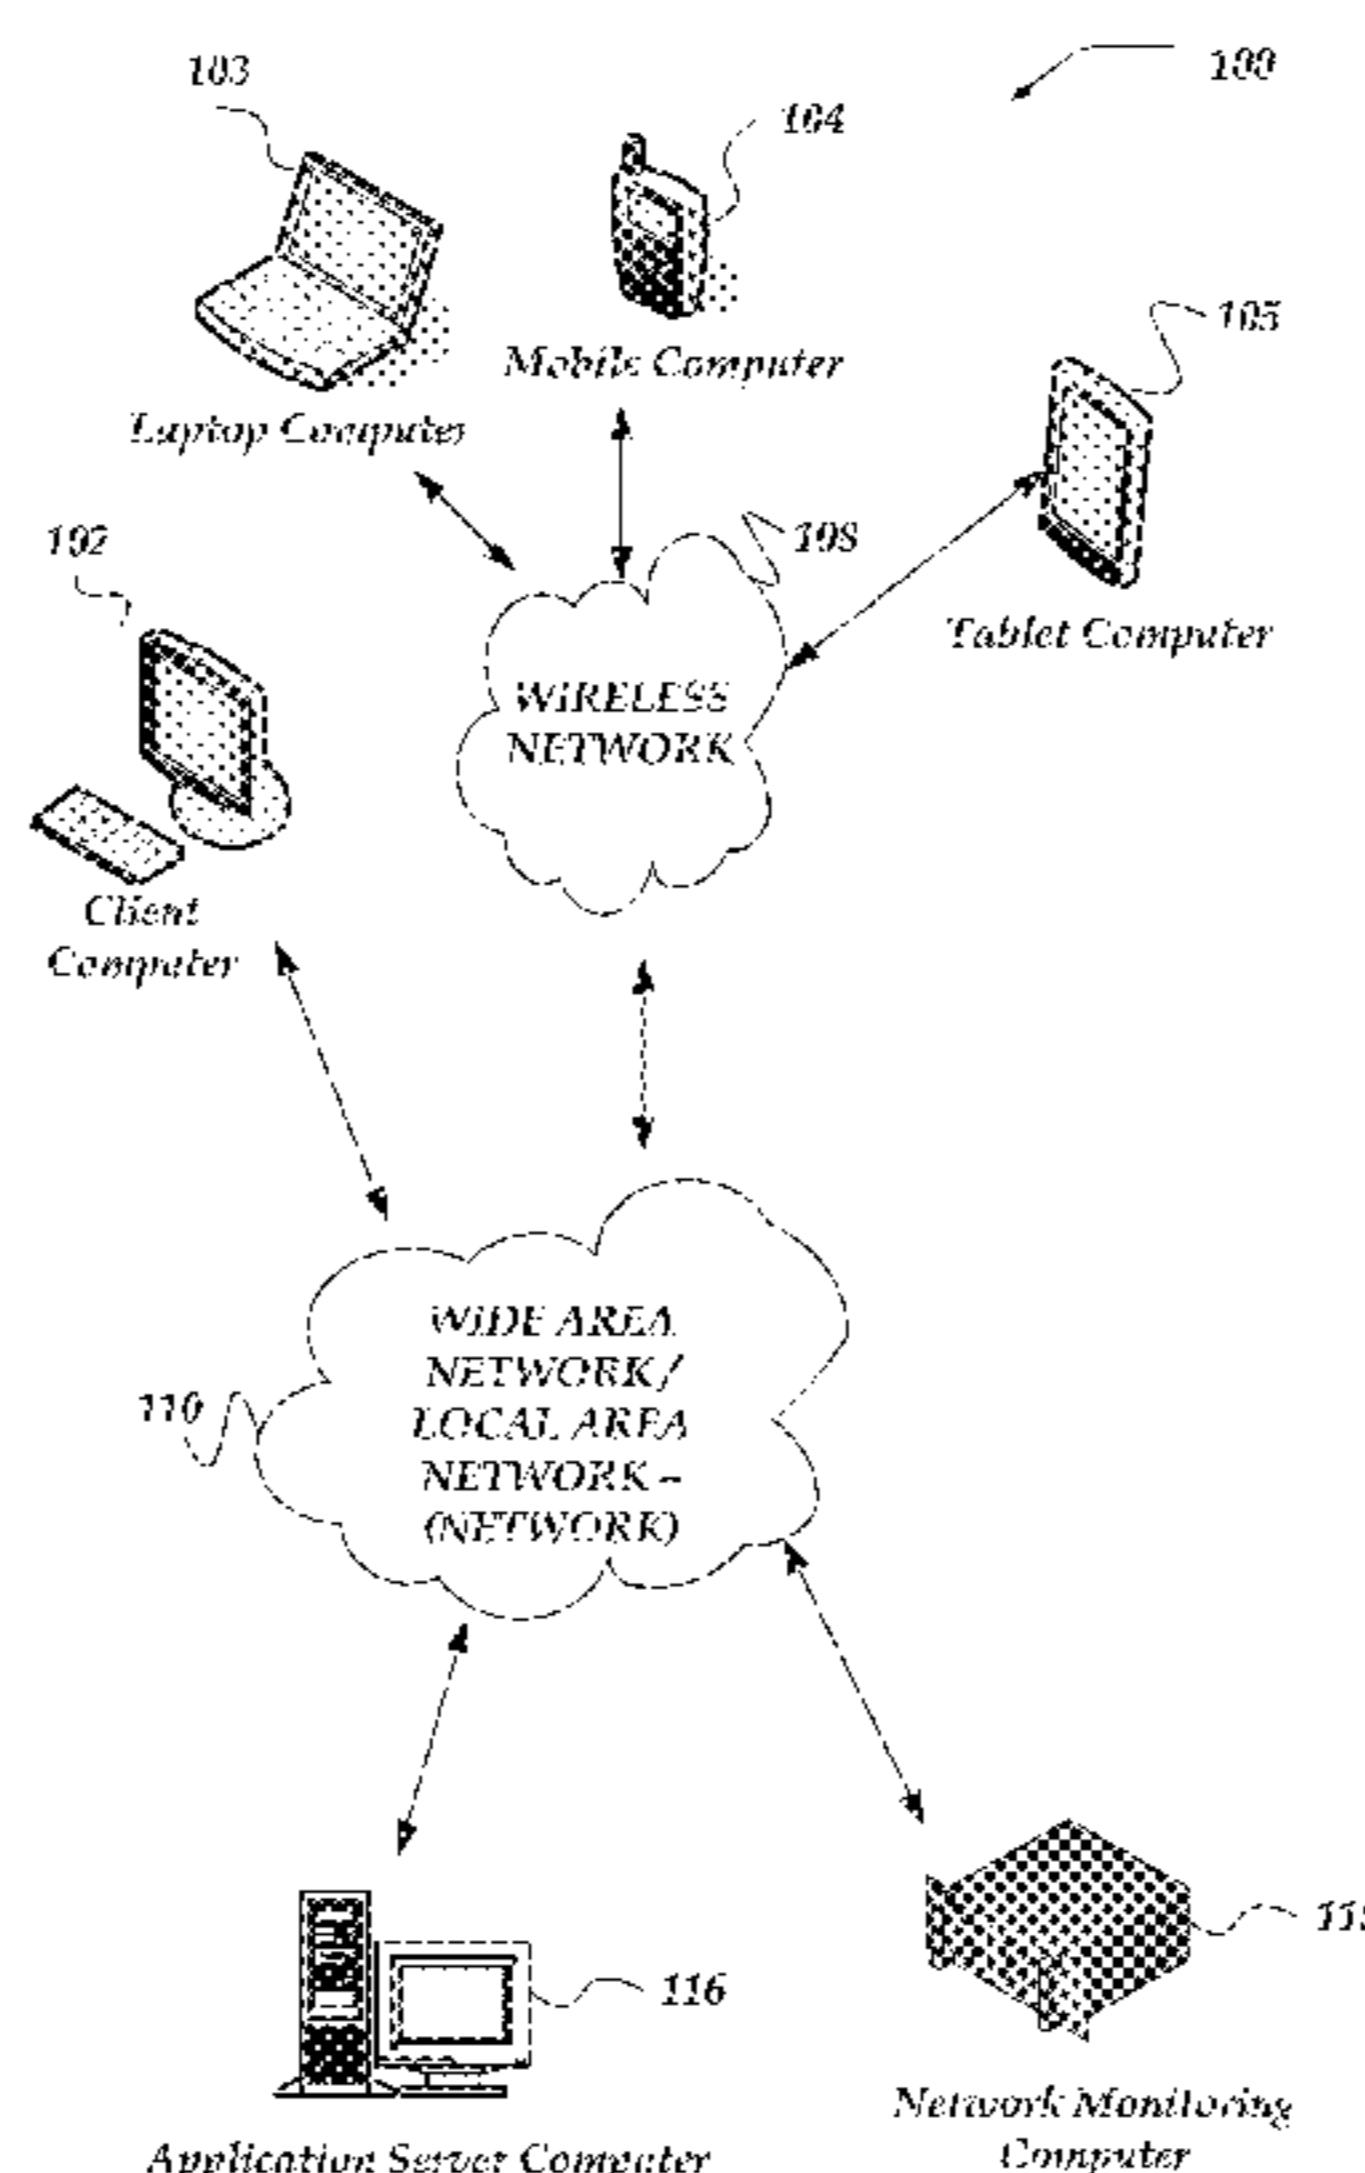 103
100
104
105
Mobile Computer
Laptop Computer
102
108
Tablet Computer
WIRELESS
NETWORK
Client
Computer
WIDE AREA
NETWORK /
110
LOCAL AREA
NETWORK –
(NETWORK)
116
Network Monitoring
Computer
Application Server Computer